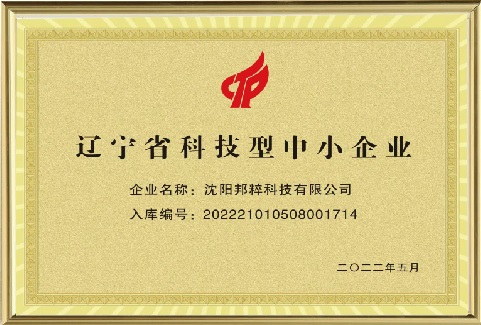 辽宁省科技型中小企业
企业名称：沈阳邦粹科技有限公司
入库编号：202221010508001714
二〇二二年五月